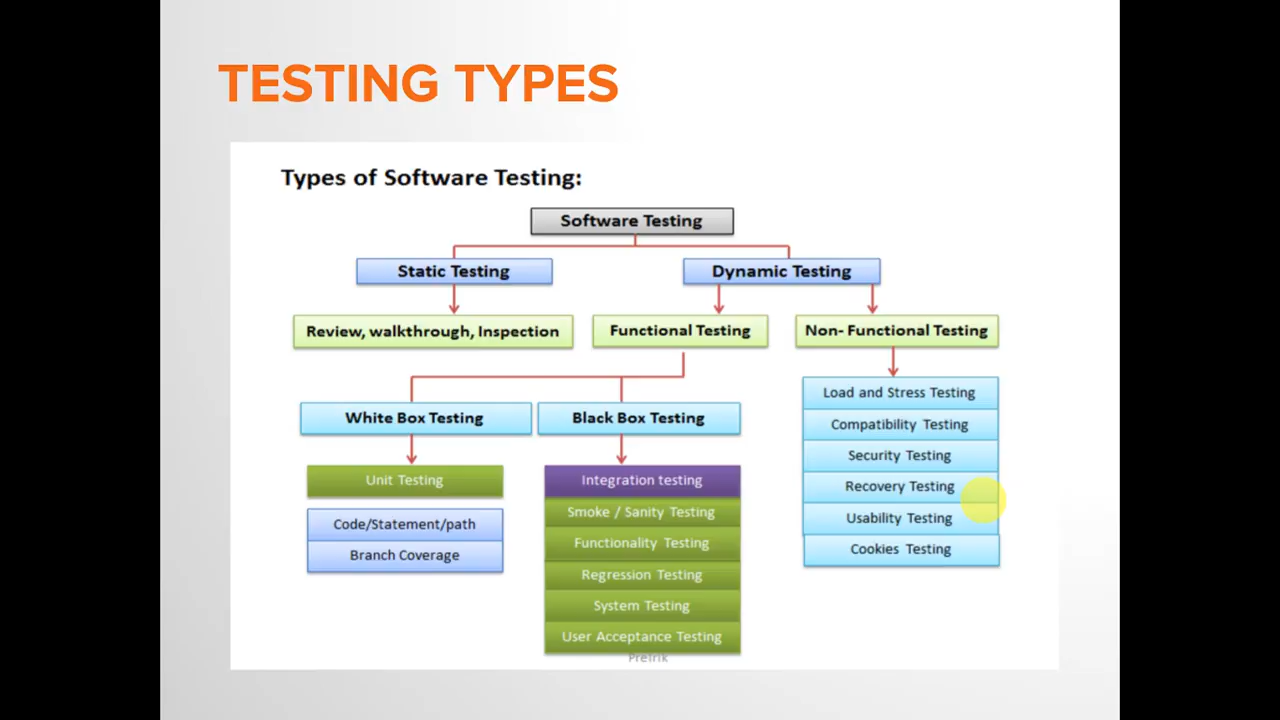 TESTING TYPES
Types of Software Testing:
Software Testing
Static Testing
Dynamic Testing
Review, walkthrough, Inspection
Functional Testing
Non- Functional Testing
White Box Testing
Black Box Testing
Unit Testing
Code/Statement/path
Branch Coverage
Integration testing
Smoke / Sanity Testing
Functionality Testing
Regression Testing
System Testing
User Acceptance Testing
Load and Stress Testing
Compatibility Testing
Security Testing
Recovery Testing
Usability Testing
Cookies Testing